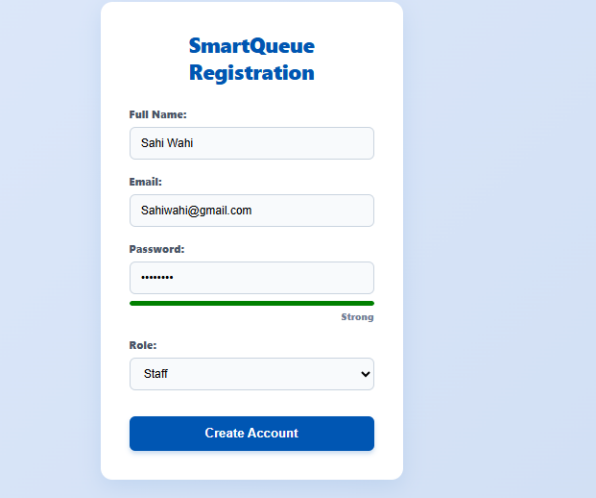 SmartQueue
Registration
Full Name:
Sahi Wahi
Email:
Sahiwahi@gmail.com
Password:
••••••••
Strong
Role:
Staff
Create Account